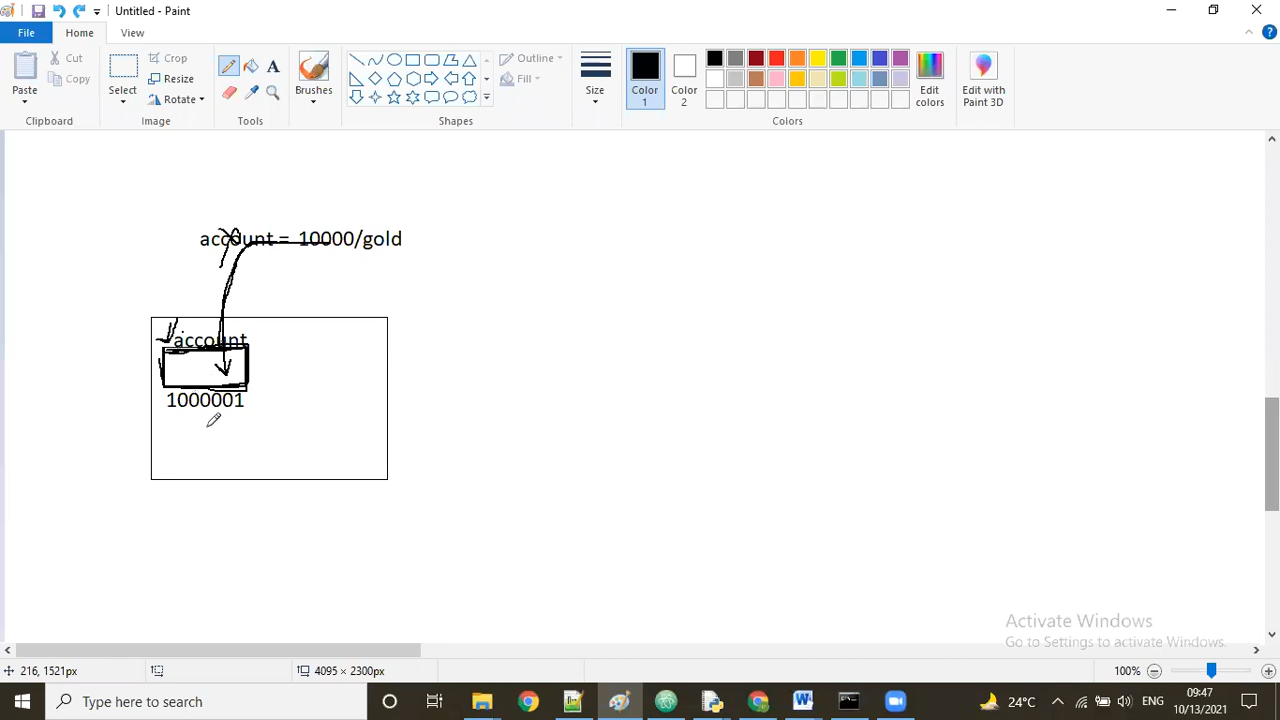 Untitled - Paint
File Home View
Paste
Cut
Copy
Clipboard
Select
Crop
Resize
Rotate
Image
Tools
Brushes
Shapes
Outline
Fill
Size
Color 1
Color 2
Colors
Edit colors
Edit with Paint 3D
account = 10000/gold
account
1000001
Activate Windows
Go to Settings to activate Windows.
216, 1521px
4095 × 2300px
100%
Type here to search
24°C
ENG
09:47
10/13/2021